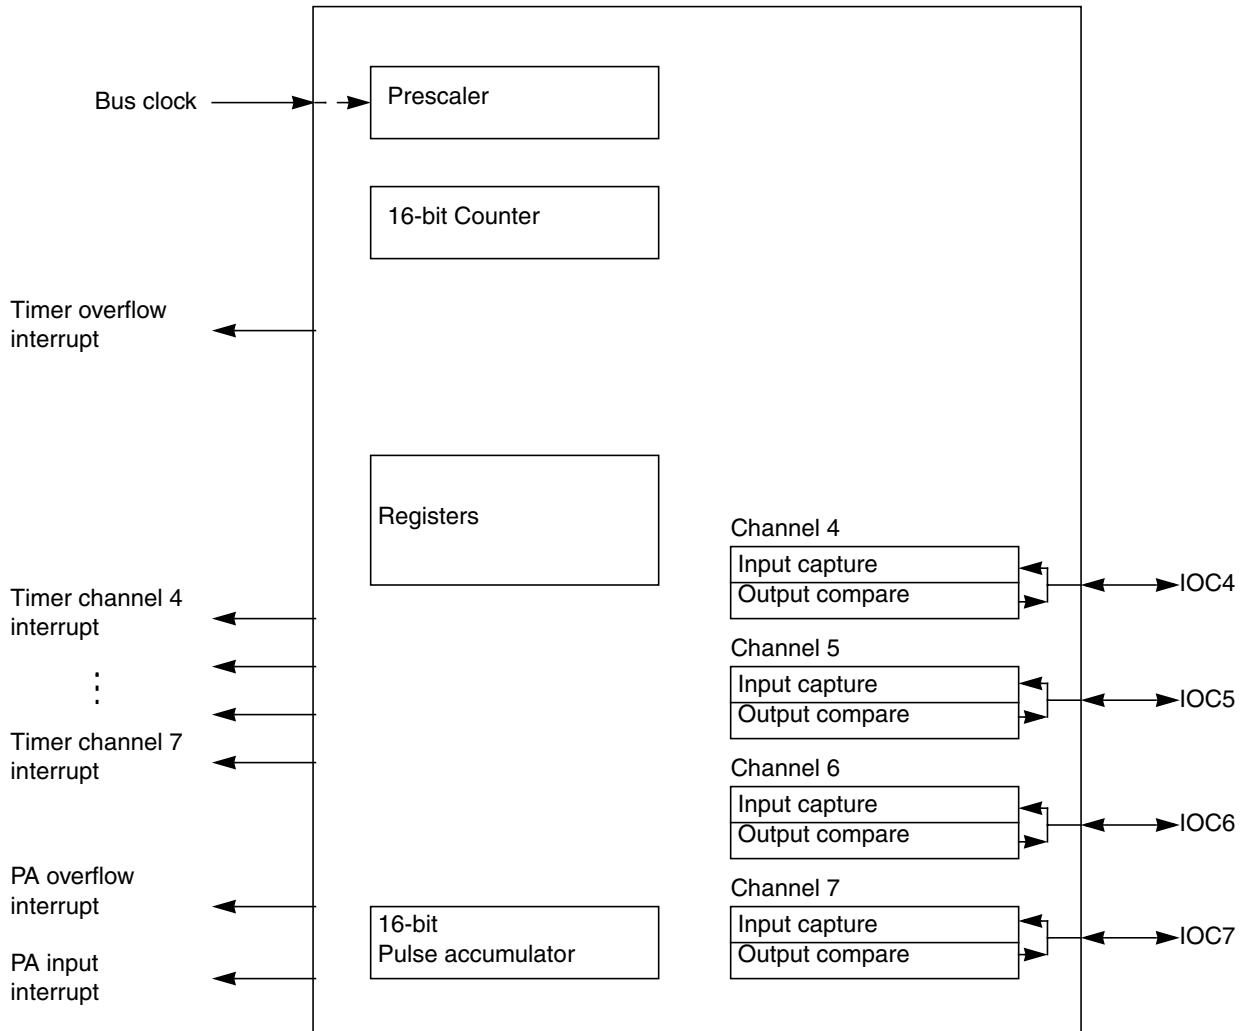 Bus clock
Prescaler
16-bit Counter
Timer overflow
interrupt
Registers
Channel 4
Input capture
Output compare
IOC4
Timer channel 4
interrupt
Channel 5
Input capture
Output compare
IOC5
Timer channel 7
interrupt
Channel 6
Input capture
Output compare
IOC6
PA overflow
interrupt
16-bit
Pulse accumulator
Channel 7
Input capture
Output compare
IOC7
PA input
interrupt